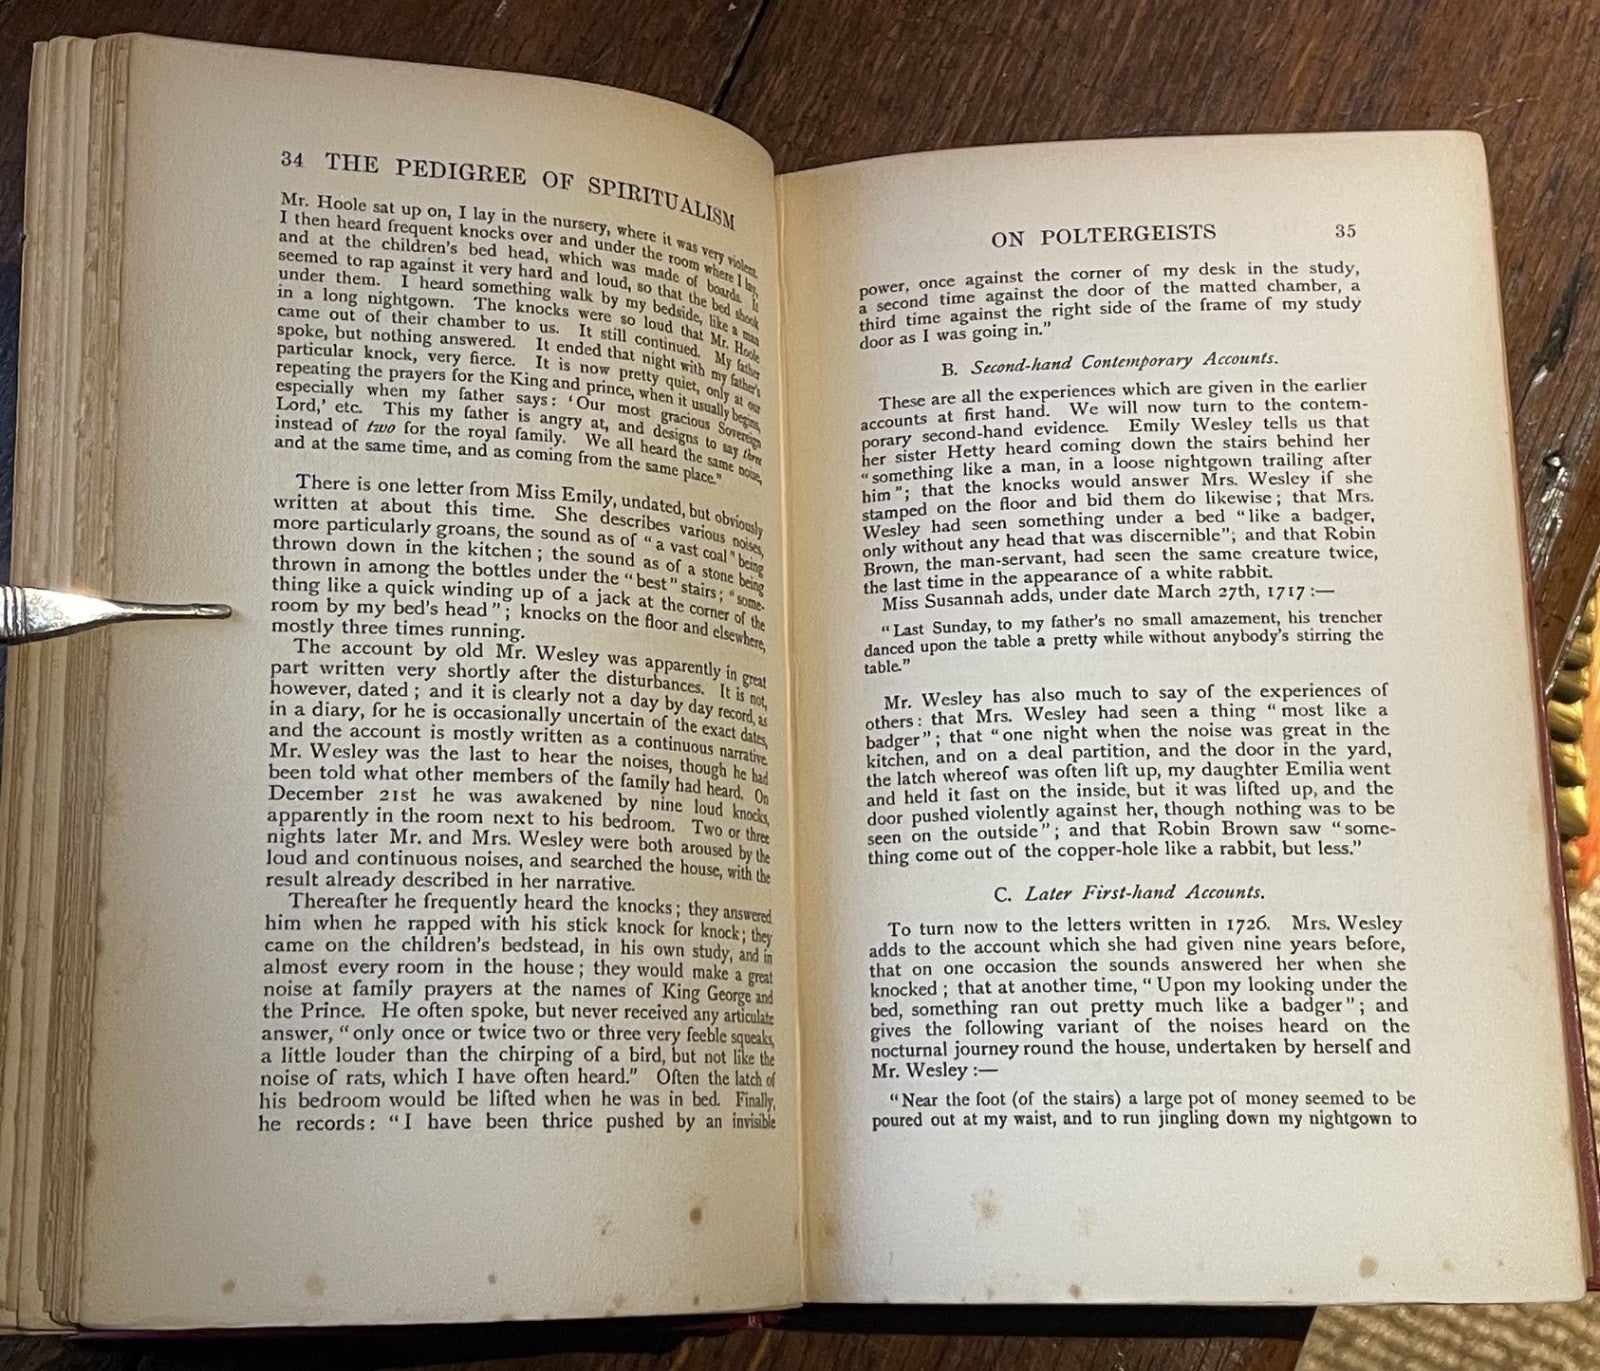 34 THE PEDIGREE OF SPIRITUALISM
Mr. Hoole sat up on, I lay in the nursery, where it was very violent.
I then heard frequent knocks over and under the room where I lay,
and at the children's bed head, which was made of boards. It
seemed to rap against it very hard and loud, so that the bed shook
under them. I heard something walk by my bedside, like a man
in a long nightgown. The knocks were so loud that Mr. Hoole
came out of their chamber to us. It still continued. My father
spoke, but nothing answered. It ended that night with my father's
particular knock, very fierce. It is now pretty quiet, only at our
repeating the prayers for the King and prince, when it usually begins,
especially when my father says: 'Our most gracious Sovereign
Lord,' etc. This my father is angry at, and designs to say three
instead of two for the royal family. We all heard the same noise,
and at the same time, and as coming from the same place."
There is one letter from Miss Emily, undated, but obviously
written at about this time. She describes various noises,
more particularly groans, the sound as of "a vast coal" being
thrown down in the kitchen; the sound as of a stone being
thrown in among the bottles under the "best" stairs; "some-
thing like a quick winding up of a jack at the corner of the
room by my bed's head"; knocks on the floor and elsewhere,
mostly three times running.
The account by old Mr. Wesley was apparently in great
part written very shortly after the disturbances. It is not,
however, dated; and it is clearly not a day by day record, as
in a diary, for he is occasionally uncertain of the exact dates,
and the account is mostly written as a continuous narrative.
Mr. Wesley was the last to hear the noises, though he had
been told what other members of the family had heard. On
December 21st he was awakened by nine loud knocks,
apparently in the room next to his bedroom. Two or three
nights later Mr. and Mrs. Wesley were both aroused by the
loud and continuous noises, and searched the house, with the
result already described in her narrative.
Thereafter he frequently heard the knocks; they answered
him when he rapped with his stick knock for knock; they
came on the children's bedstead, in his own study, and in
almost every room in the house; they would make a great
noise at family prayers at the names of King George and
the Prince. He often spoke, but never received any articulate
answer, "only once or twice two or three very feeble squeaks,
a little louder than the chirping of a bird, but not like the
noise of rats, which I have often heard." Often the latch of
his bedroom would be lifted when he was in bed. Finally,
he records: "I have been thrice pushed by an invisible
ON POLTERGEISTS 35
power, once against the corner of my desk in the study,
a second time against the door of the matted chamber, a
third time against the right side of the frame of my study
door as I was going in."
B. Second-hand Contemporary Accounts.
These are all the experiences which are given in the earlier
accounts at first hand. We will now turn to the contem-
porary second-hand evidence. Emily Wesley tells us that
her sister Hetty heard coming down the stairs behind her
"something like a man, in a loose nightgown trailing after
him"; that the knocks would answer Mrs. Wesley if she
stamped on the floor and bid them do likewise; that Mrs.
Wesley had seen something under a bed "like a badger,
only without any head that was discernible"; and that Robin
Brown, the man-servant, had seen the same creature twice,
the last time in the appearance of a white rabbit.
Miss Susannah adds, under date March 27th, 1717:—
"Last Sunday, to my father's no small amazement, his trencher
danced upon the table a pretty while without anybody's stirring the
table."
Mr. Wesley has also much to say of the experiences of
others: that Mrs. Wesley had seen a thing "most like a
badger"; that "one night when the noise was great in the
kitchen, and on a deal partition, and the door in the yard,
the latch whereof was often lift up, my daughter Emilia went
and held it fast on the inside, but it was lifted up, and the
door pushed violently against her, though nothing was to be
seen on the outside"; and that Robin Brown saw "some-
thing come out of the copper-hole like a rabbit, but less."
C. Later First-hand Accounts.
To turn now to the letters written in 1726. Mrs. Wesley
adds to the account which she had given nine years before,
that on one occasion the sounds answered her when she
knocked; that at another time, "Upon my looking under the
bed, something ran out pretty much like a badger"; and
gives the following variant of the noises heard on the
nocturnal journey round the house, undertaken by herself and
Mr. Wesley:—
"Near the foot (of the stairs) a large pot of money seemed to be
poured out at my waist, and to run jingling down my nightgown to